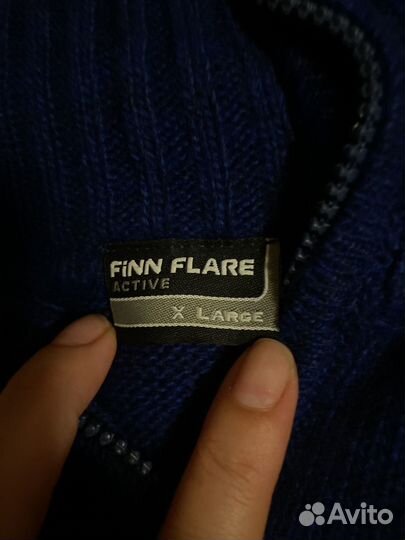 FiNN FLARE
ACTIVE
X LARGE
Avito